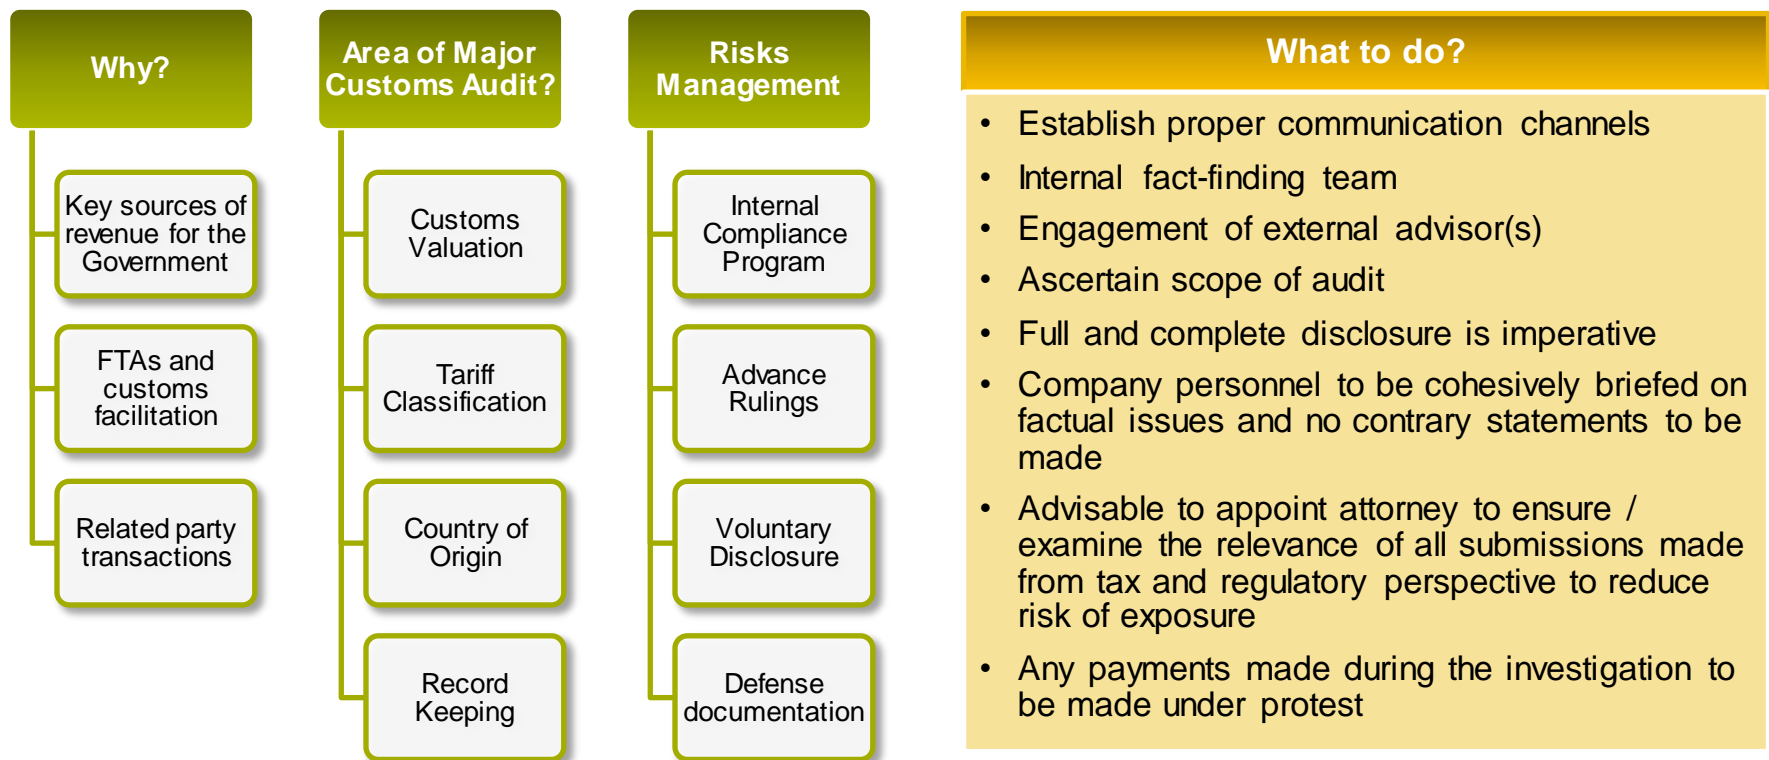 Why?
Key sources of
revenue for the
Government
FTAs and
customs
facilitation
Related party
transactions
Area of Major
Customs Audit?
Customs
Valuation
Tariff
Classification
Country of
Origin
Record
Keeping
Risks
Management
Internal
Compliance
Program
Advance
Rulings
Voluntary
Disclosure
Defense
documentation
What to do?
• Establish proper communication channels
• Internal fact-finding team
• Engagement of external advisor(s)
• Ascertain scope of audit
• Full and complete disclosure is imperative
• Company personnel to be cohesively briefed on
factual issues and no contrary statements to be
made
• Advisable to appoint attorney to ensure /
examine the relevance of all submissions made
from tax and regulatory perspective to reduce
risk of exposure
• Any payments made during the investigation to
be made under protest